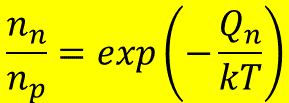 n_n/n_p = exp(−Q_n/kT)